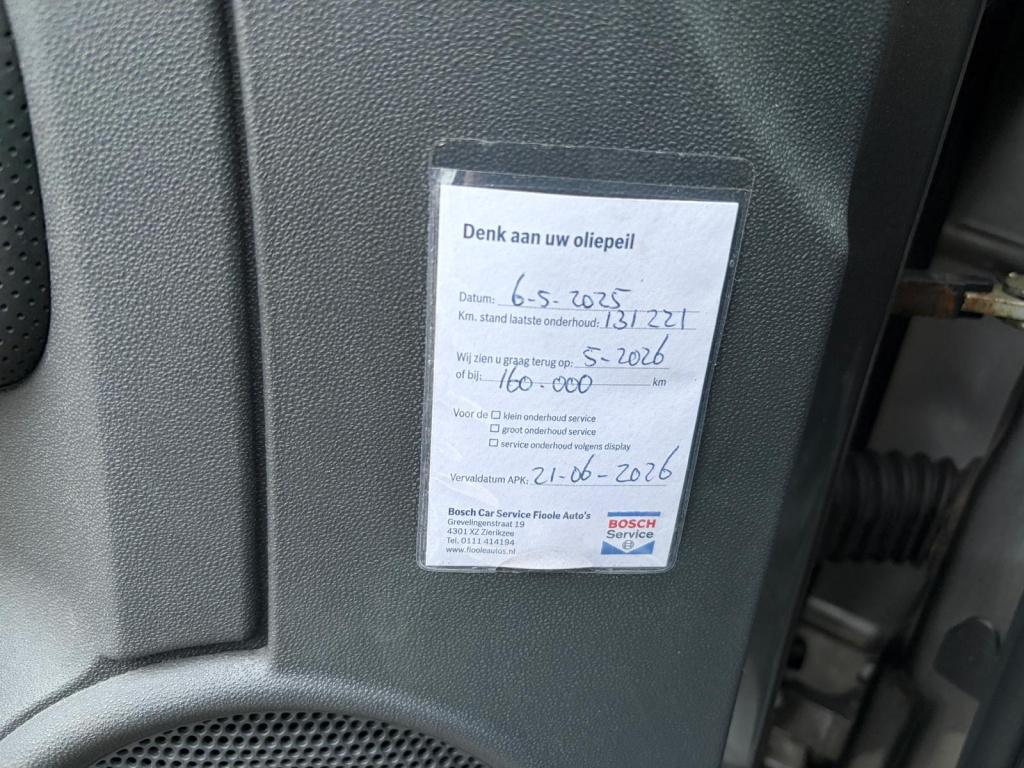 Denk aan uw oliepeil
Datum: 6-5-2025
Km. stand laatste onderhoud: 131221
Wij zien u graag terug op: 5-2026
of bij: 160.000 km
Voor de ☐ klein onderhoud service
☐ groot onderhoud service
☐ service onderhoud volgens display
Vervaldatum APK: 21-06-2026
Bosch Car Service Fioole Auto's
Grevelingenstraat 19
4301 XZ Zierikzee
Tel. 0111 414194
www.flooleautos.nl
BOSCH
Service